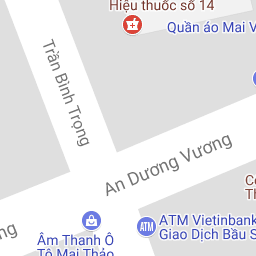 Hiệu thuốc số 14
Quần áo Mai V
Trần Bình Trọng
An Dương Vương
ATM
ATM Vietinbank
Giao Dịch Bầu S
Âm Thanh Ô
Tô Mai Thảo